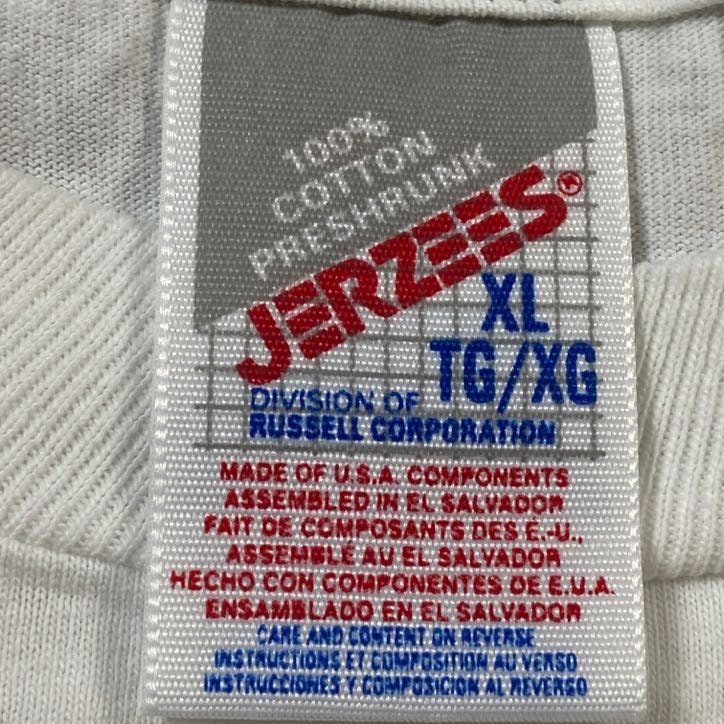 100%
COTTON
PRESHRUNK
JERZEES®
XL
TG/XG
DIVISION OF
RUSSELL CORPORATION
MADE OF U.S.A. COMPONENTS
ASSEMBLED IN EL SALVADOR
FAIT DE COMPOSANTS DES É.-U.,
ASSEMBLÉ AU EL SALVADOR
HECHO CON COMPONENTES DE E.U.A.
ENSAMBLADO EN EL SALVADOR
CARE AND CONTENT ON REVERSE
INSTRUCTIONS ET COMPOSITION AU VERSO
INSTRUCCIONES Y COMPOSICION AL REVERSO